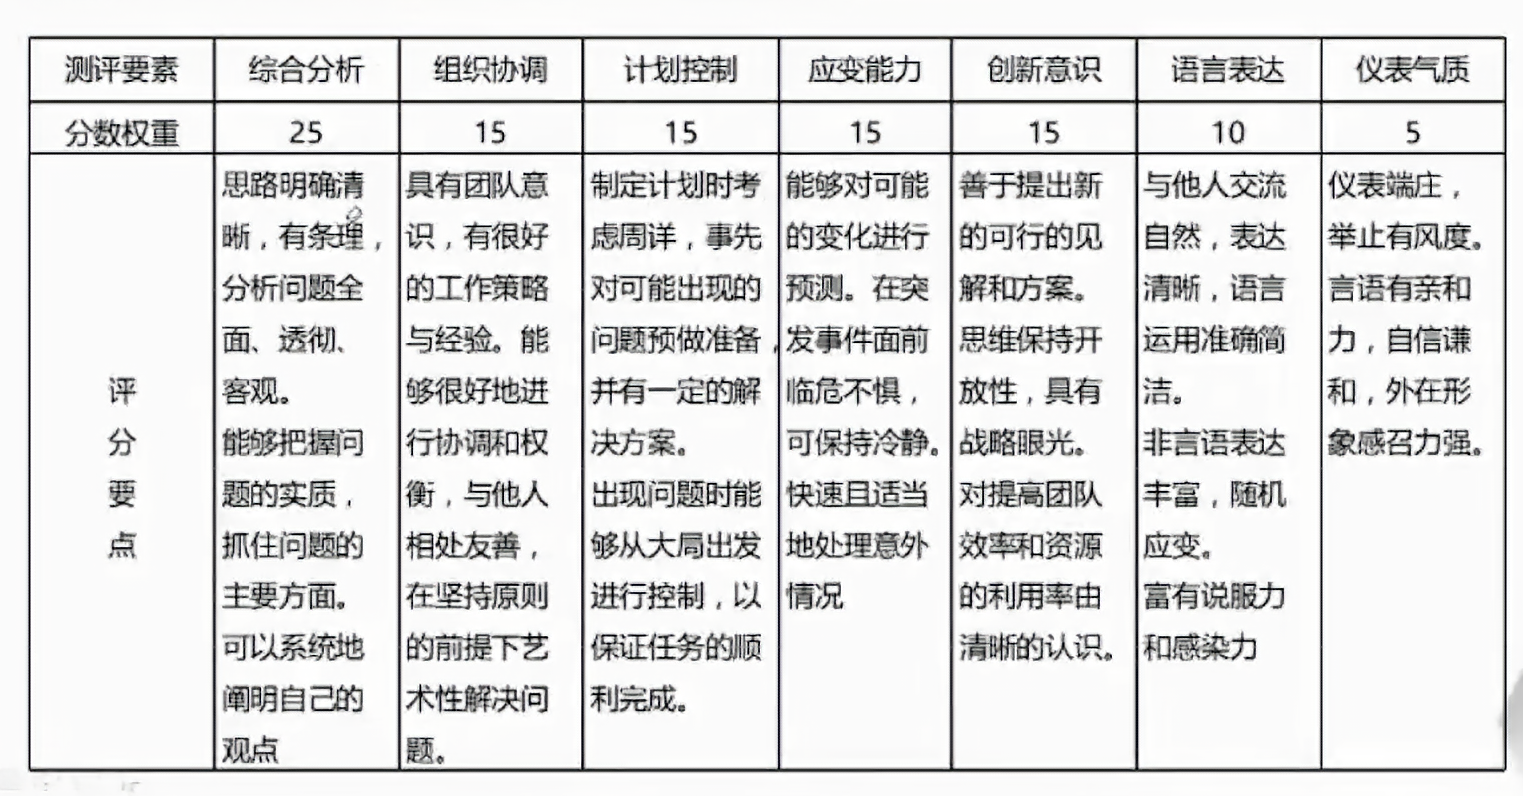 测评要素 综合分析 组织协调 计划控制 应变能力 创新意识 语言表达 仪表气质
分数权重 25 15 15 15 15 10 5
评
分
要
点
思路明确清
晰，有条理，
分析问题全
面、透彻、
客观。
能够把握问
题的实质，
抓住问题的
主要方面。
可以系统地
阐明自己的
观点
具有团队意
识，有很好
的工作策略
与经验。能
够很好地进
行协调和权
衡，与他人
相处友善，
在坚持原则
的前提下艺
术性解决问
题。
制定计划时考
虑周详，事先
对可能出现的
问题预做准备，
并有一定的解
决方案。
出现问题时能
够从大局出发
进行控制，以
保证任务的顺
利完成。
能够对可能
的变化进行
预测。在突
发事件面前
临危不惧，
可保持冷静。
快速且适当
地处理意外
情况
善于提出新
的可行的见
解和方案。
思维保持开
放性，具有
战略眼光。
对提高团队
效率和资源
的利用率由
清晰的认识。
与他人交流
自然，表达
清晰，语言
运用准确简
洁。
非言语表达
丰富，随机
应变。
富有说服力
和感染力
仪表端庄，
举止有风度。
言语有亲和
力，自信谦
和，外在形
象感召力强。